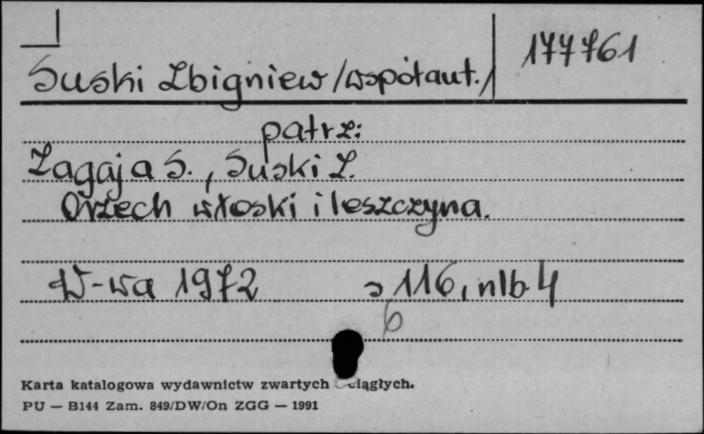 177761
Suski Zbigniew /współaut./
patrz:
Zagaja S., Suski Z.
Orzech włoski i leszczyna.
W-wa 1972 s 116, nlb 4
6
Karta katalogowa wydawnictw zwartych ciągłych.
PU — B144 Zam. 849/DW/On ZGG — 1991